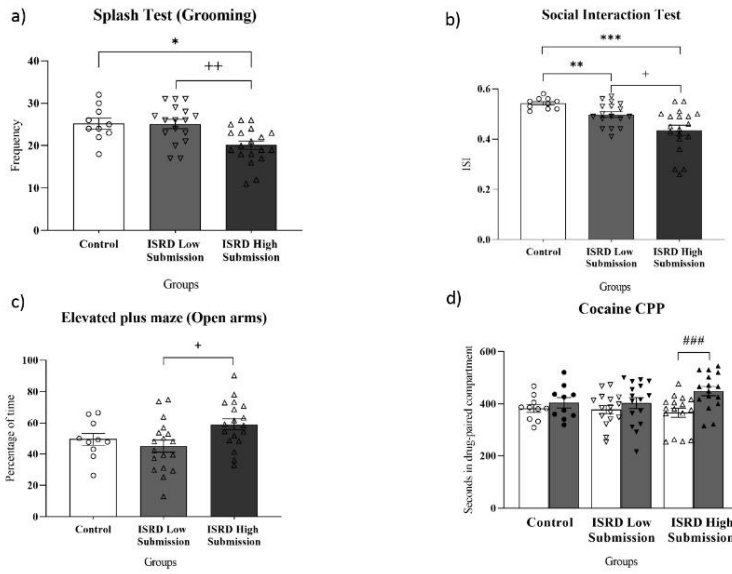 a)
Splash Test (Grooming)
*
++
Frequency
40
30
20
10
0
Control
ISRD Low
Submission
ISRD High
Submission
Groups
b)
Social Interaction Test
***
**
+
ISI
0.6
0.4
0.2
0.0
Control
ISRD Low
Submission
ISRD High
Submission
Groups
c)
Elevated plus maze (Open arms)
+
Percentage of time
100
80
60
40
20
0
Control
ISRD Low
Submission
ISRD High
Submission
Groups
d)
Cocaine CPP
###
Seconds in drug-paired compartment
600
400
200
0
Control
ISRD Low
Submission
ISRD High
Submission
Groups